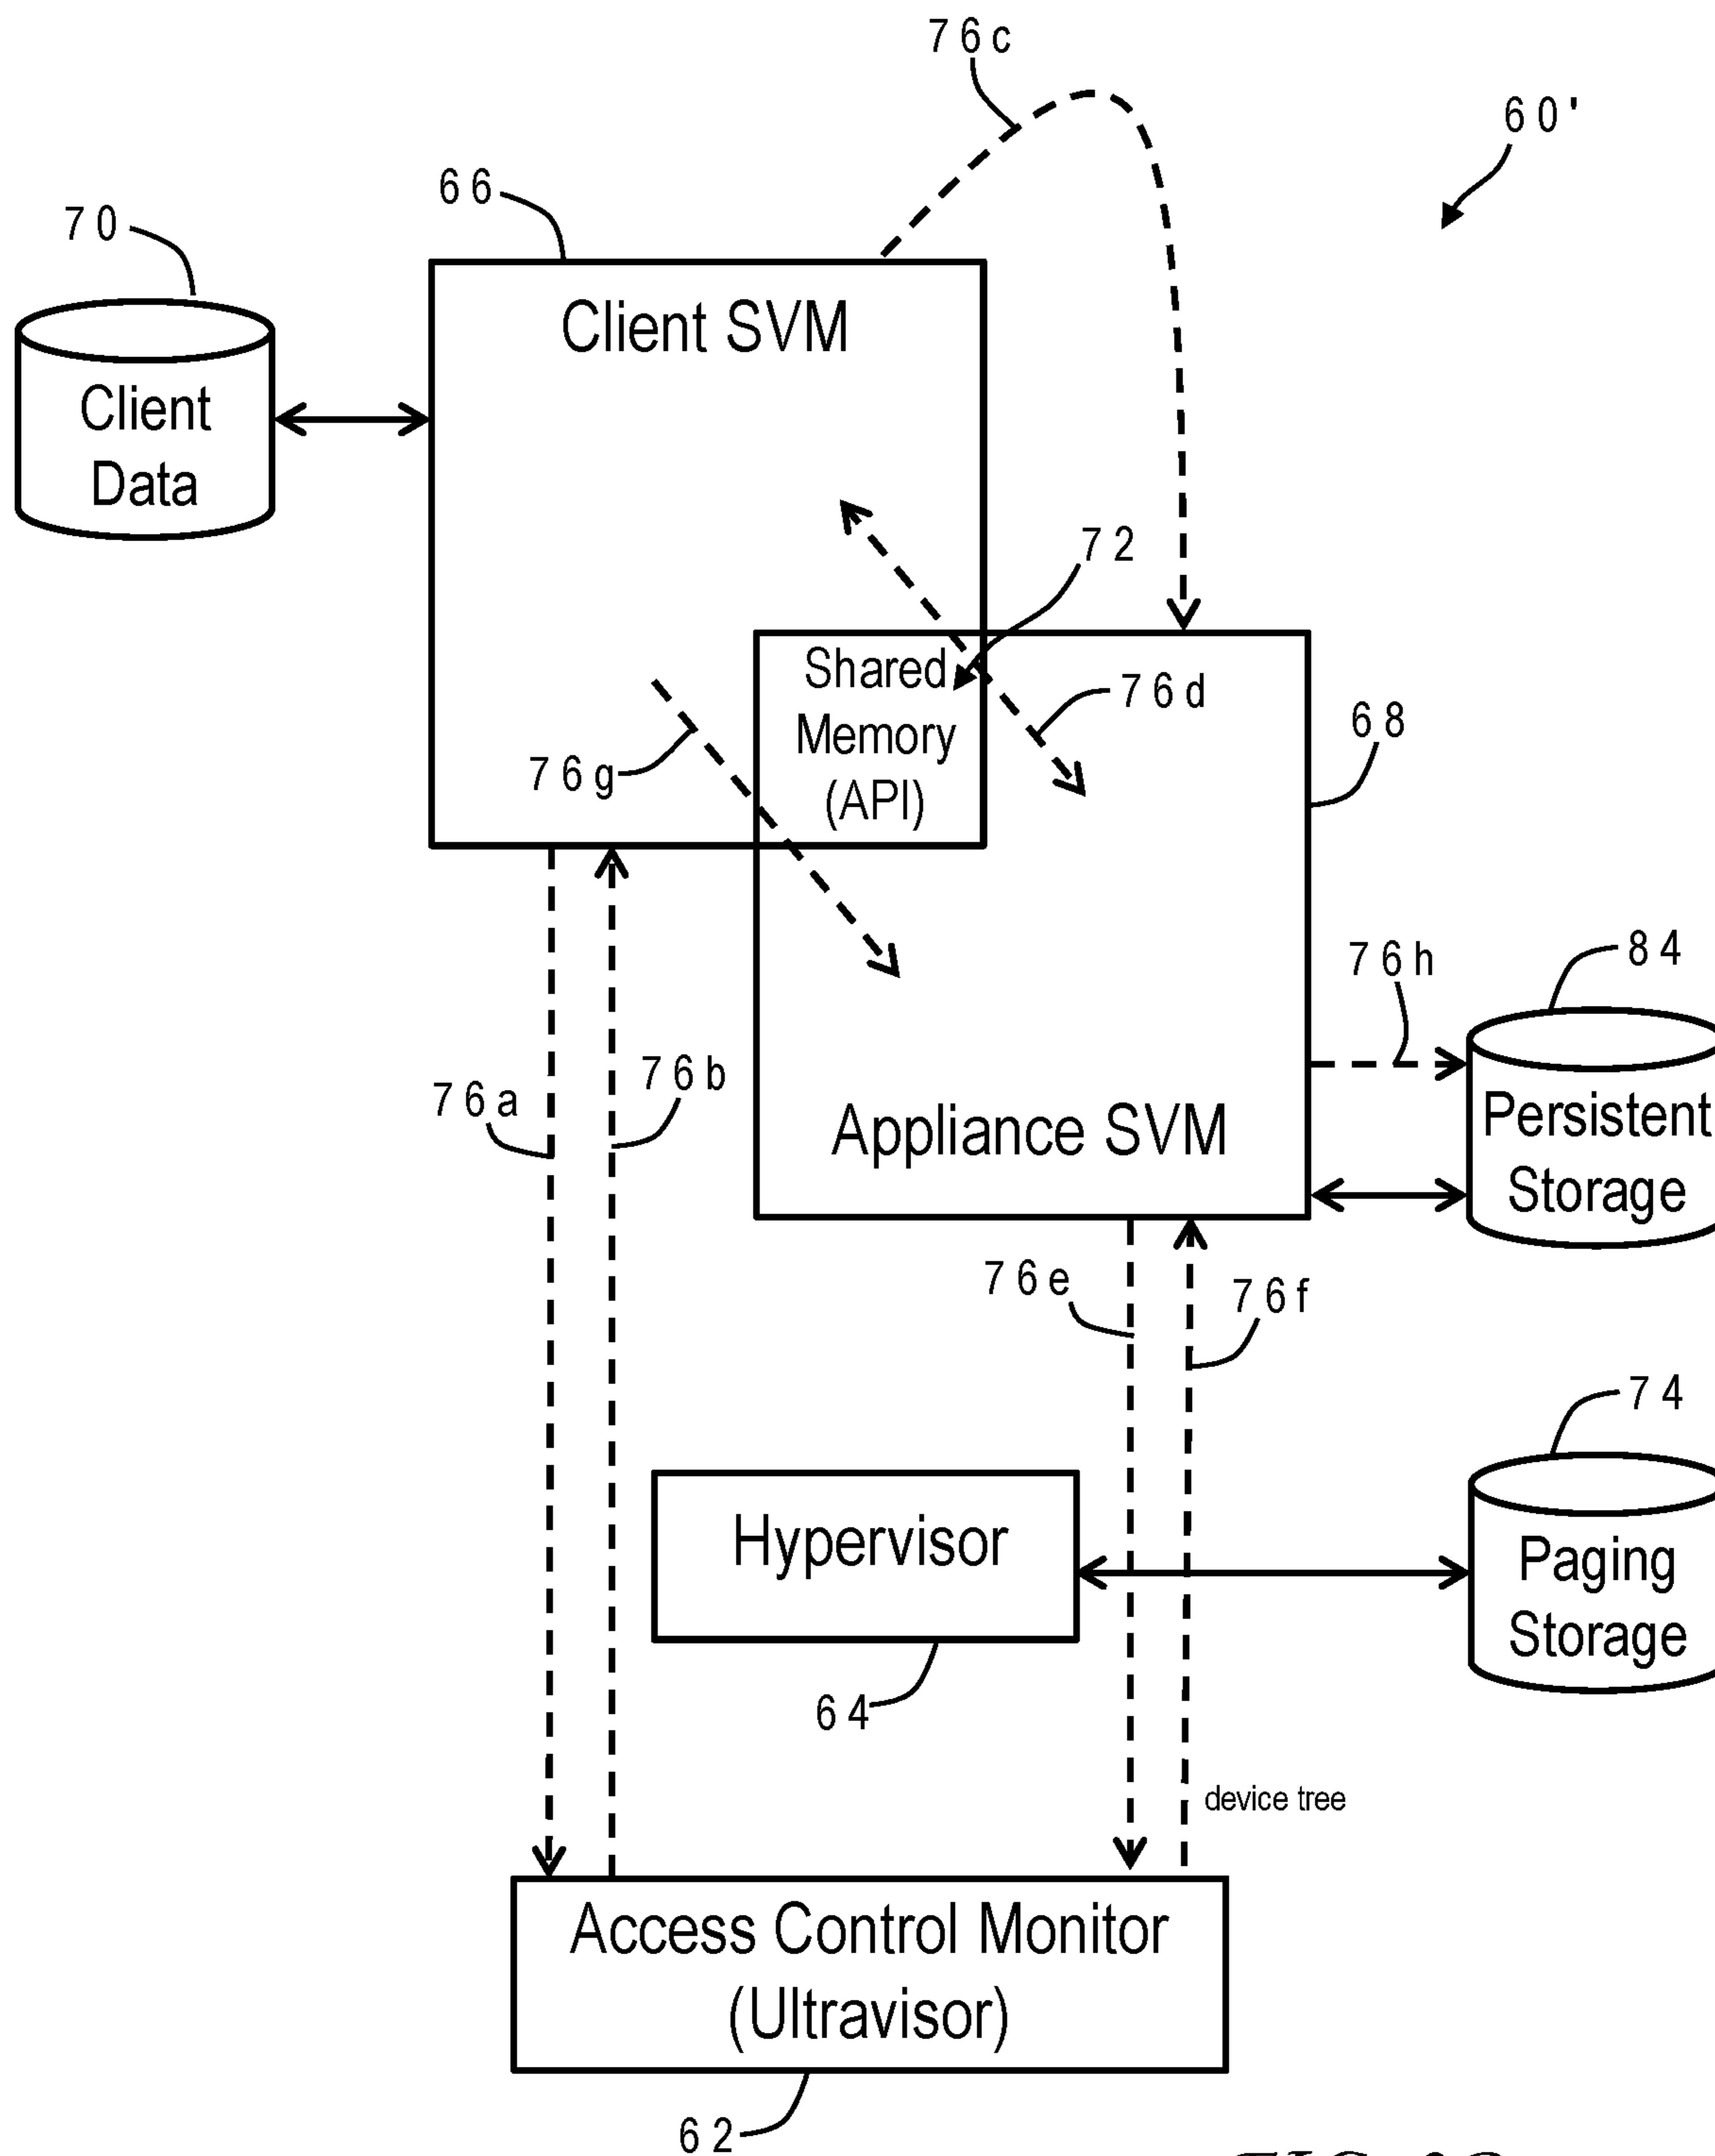 76c
60'
66
70
Client SVM
Client
Data
72
Shared
Memory
(API)
76d
68
76g
76h
84
76a
76b
Persistent
Storage
Appliance SVM
76e
76f
74
Hypervisor
Paging
Storage
64
device tree
Access Control Monitor
(Ultravisor)
62